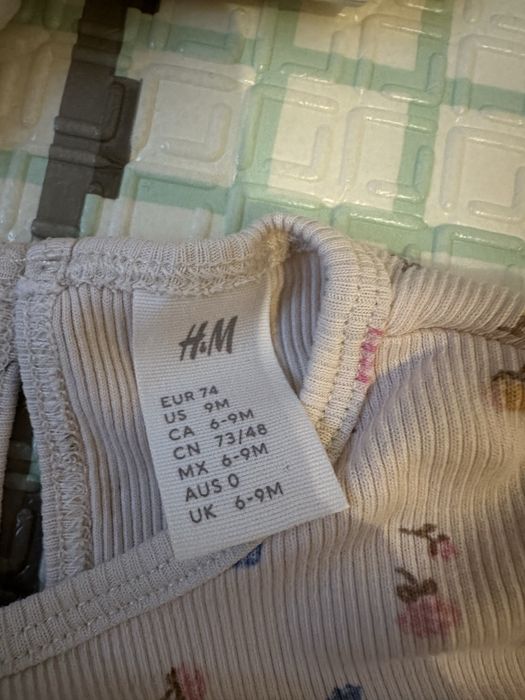 H&M
EUR 74
US 9M
CA 6-9M
CN 73/48
MX 6-9M
AUS 0
UK 6-9M